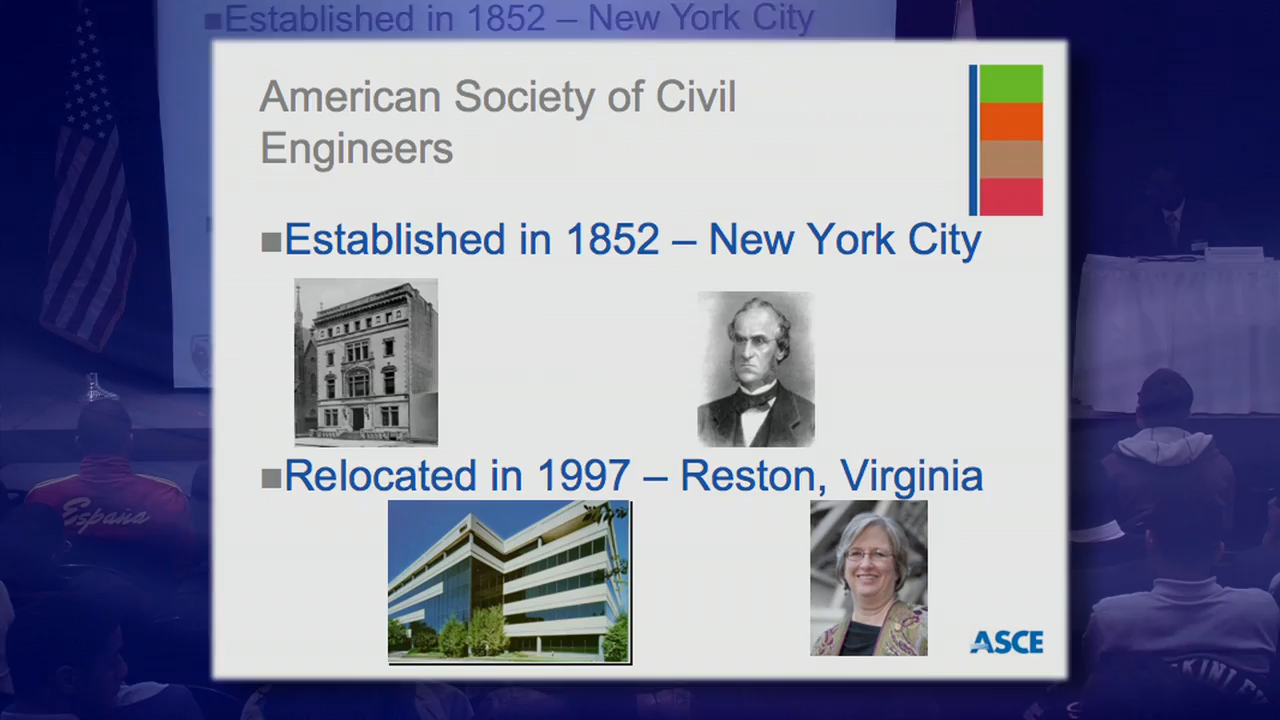 ■Established in 1852 – New York City
American Society of Civil
Engineers
■Established in 1852 – New York City
■Relocated in 1997 – Reston, Virginia
España
ASCE